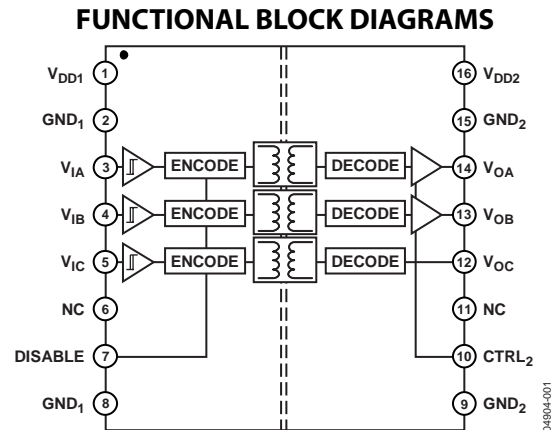 FUNCTIONAL BLOCK DIAGRAMS
VDD1 1 16 VDD2
GND1 2 15 GND2
VIA 3 ENCODE DECODE 14 VOA
VIB 4 ENCODE DECODE 13 VOB
VIC 5 ENCODE DECODE 12 VOC
NC 6 11 NC
DISABLE 7 10 CTRL2
GND1 8 9 GND2
04904-001